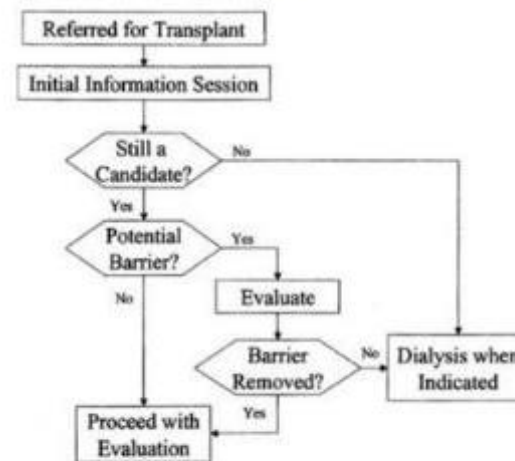 Referred for Transplant
Initial Information Session
Still a
Candidate?
No
Yes
Potential
Barrier?
Yes
No
Evaluate
Barrier
Removed?
No
Dialysis when
Indicated
Yes
Proceed with
Evaluation